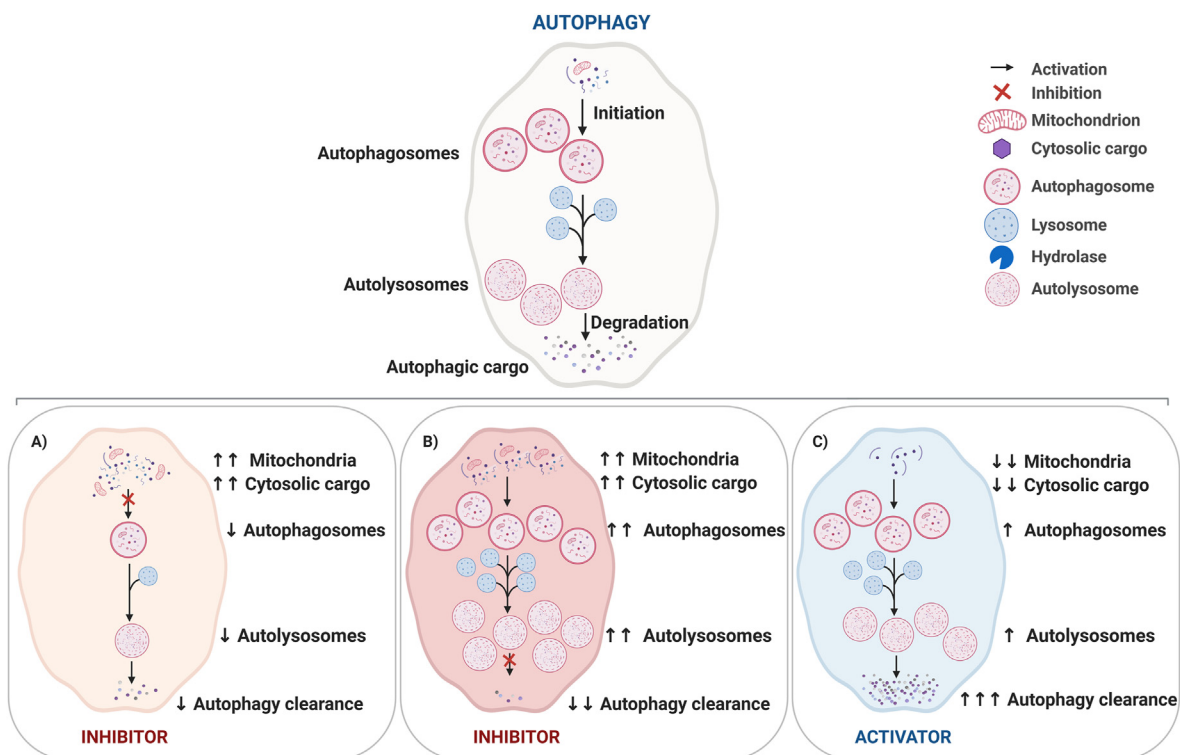 AUTOPHAGY
Initiation
Autophagosomes
Autolysosomes
Degradation
Autophagic cargo
Activation
Inhibition
Mitochondrion
Cytosolic cargo
Autophagosome
Lysosome
Hydrolase
Autolysosome
A)
↑↑ Mitochondria
↑↑ Cytosolic cargo
↓ Autophagosomes
↓ Autolysosomes
↓ Autophagy clearance
INHIBITOR
B)
↑↑ Mitochondria
↑↑ Cytosolic cargo
↑↑ Autophagosomes
↑↑ Autolysosomes
↓↓ Autophagy clearance
INHIBITOR
C)
↓↓ Mitochondria
↓↓ Cytosolic cargo
↑ Autophagosomes
↑ Autolysosomes
↑↑↑ Autophagy clearance
ACTIVATOR